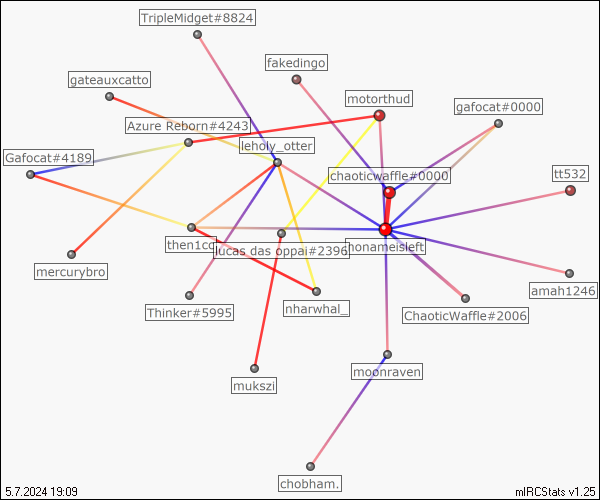 TripleMidget#8824
fakedingo
gateauxcatto
motorthud
gafocat#0000
Azure Reborn#4243
leholy_otter
Gafocat#4189
chaoticwaffle#0000
tt532
then1cc
lucas das oppai#2396
nonameisleft
mercurybro
amah1246
Thinker#5995
nharwhal_
ChaoticWaffle#2006
moonraven
mukszi
chobham.
5.7.2024 19:09
mIRCStats v1.25